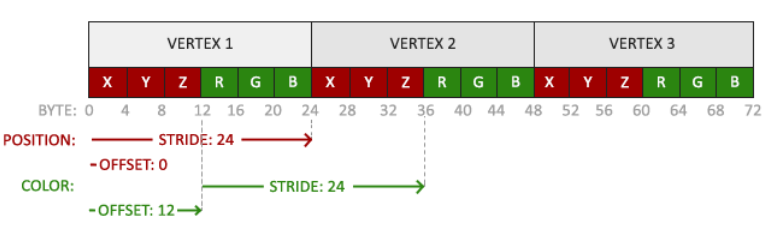 VERTEX 1 VERTEX 2 VERTEX 3
X Y Z R G B X Y Z R G B X Y Z R G B
BYTE: 0 4 8 12 16 20 24 28 32 36 40 44 48 52 56 60 64 68 72
POSITION: STRIDE: 24
OFFSET: 0
COLOR: STRIDE: 24
OFFSET: 12